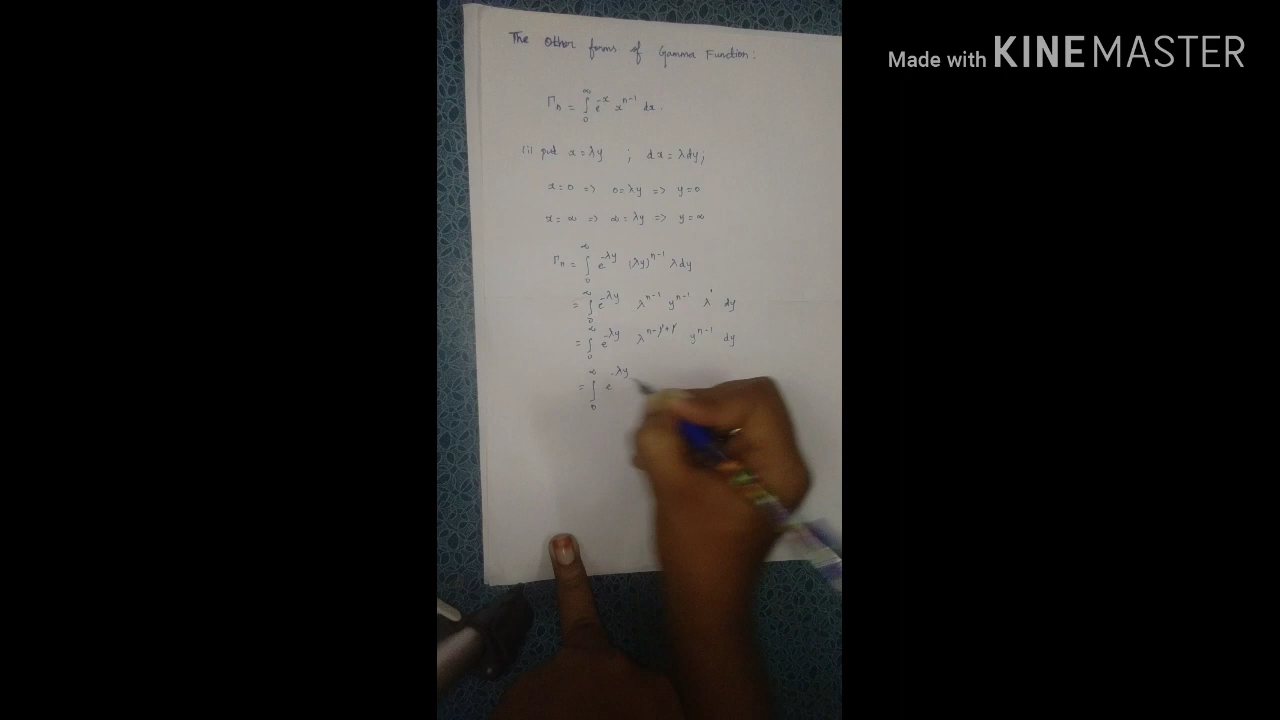 The Other forms of Gamma Function:
Made with KINEMASTER
Γn = ∫₀^∞ e^-x x^n-1 dx.
(i) put x = λy ; dx = λdy;
x = 0 => 0 = λy => y = 0
x = ∞ => ∞ = λy => y = ∞
Γn = ∫₀^∞ e^-λy (λy)^n-1 λdy
= ∫₀^∞ e^-λy λ^n-1 y^n-1 λ^1 dy
= ∫₀^∞ e^-λy λ^n-1+1 y^n-1 dy
= ∫₀^∞ e^-λy